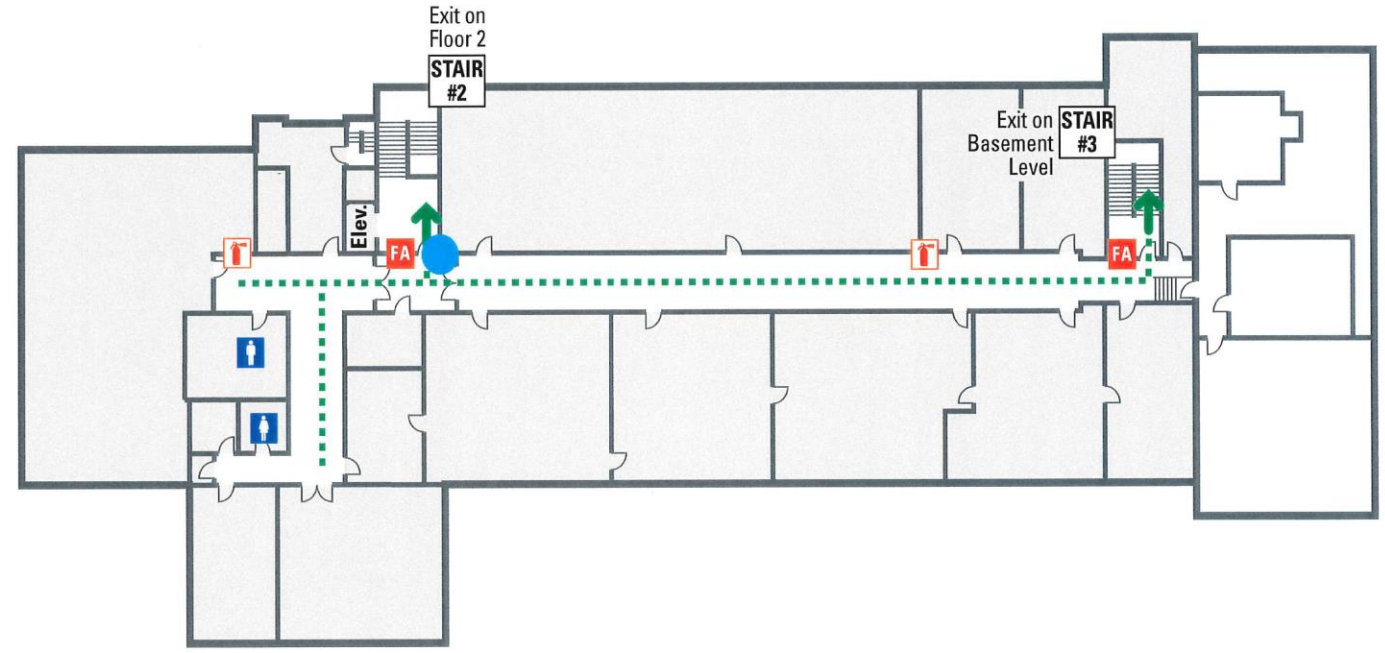 Exit on
Floor 2
STAIR
#2
Exit on
Basement
Level
STAIR
#3
Elev.
FA
FA